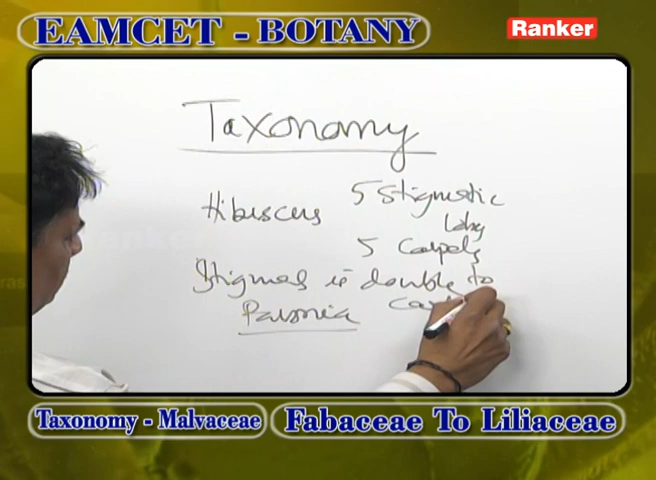 EAMCET - BOTANY
Ranker
Taxonomy
Hibiscus 5 Stigmatic
lobes
5 Carpels
Stigmas is double to
Pavonia
Taxonomy - Malvaceae
Fabaceae To Liliaceae